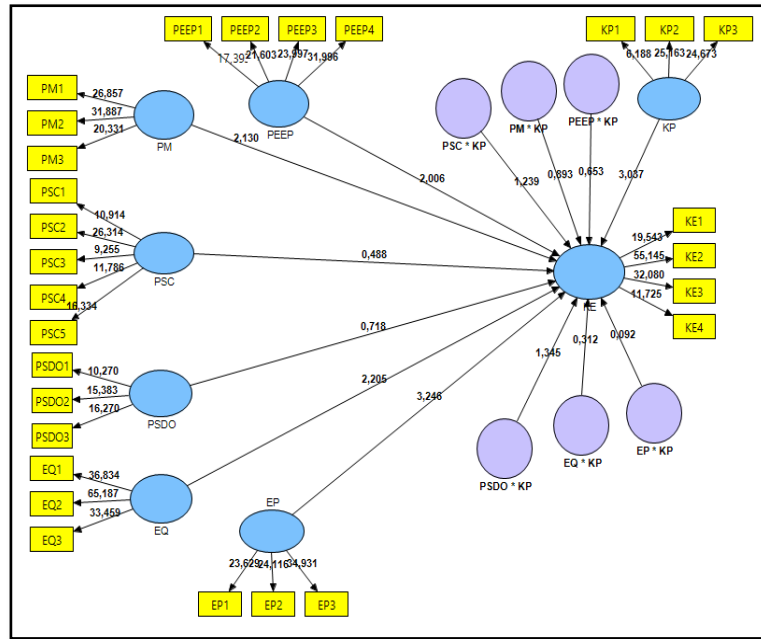 PEEP1 PEEP2 PEEP3 PEEP4
17,393 21,603 23,997 31,996
PEEP
KP1 KP2 KP3
6,188 25,163 24,673
KP
PM1
PM2
PM3
26,857
31,887
20,331
PM
2,130
2,006
PSC * KP
PM * KP
PEEP * KP
1,239
0,893
0,653
3,037
PSC1
PSC2
PSC3
PSC4
PSC5
10,914
26,314
9,255
11,786
16,334
PSC
0,488
KE
19,543
55,145
32,080
11,725
KE1
KE2
KE3
KE4
PSDO1
PSDO2
PSDO3
10,270
15,383
16,270
PSDO
0,718
2,205
3,246
1,345
0,312
0,092
PSDO * KP
EQ * KP
EP * KP
EQ1
EQ2
EQ3
36,834
65,187
33,459
EQ
EP
23,629 24,116 34,931
EP1 EP2 EP3